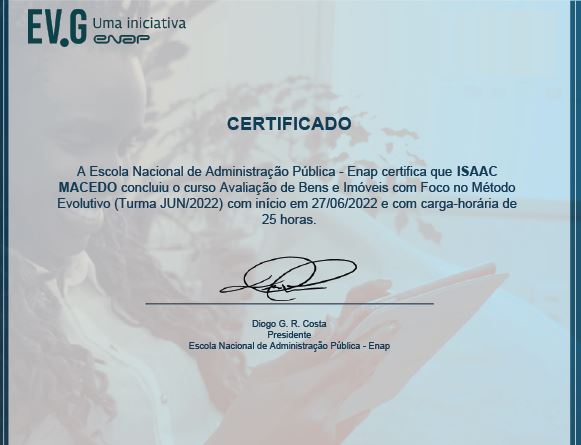 EV.G Uma iniciativa
enap
CERTIFICADO
A Escola Nacional de Administração Pública - Enap certifica que ISAAC
MACEDO concluiu o curso Avaliação de Bens e Imóveis com Foco no Método
Evolutivo (Turma JUN/2022) com início em 27/06/2022 e com carga-horária de
25 horas.
Diogo G. R. Costa
Presidente
Escola Nacional de Administração Pública - Enap